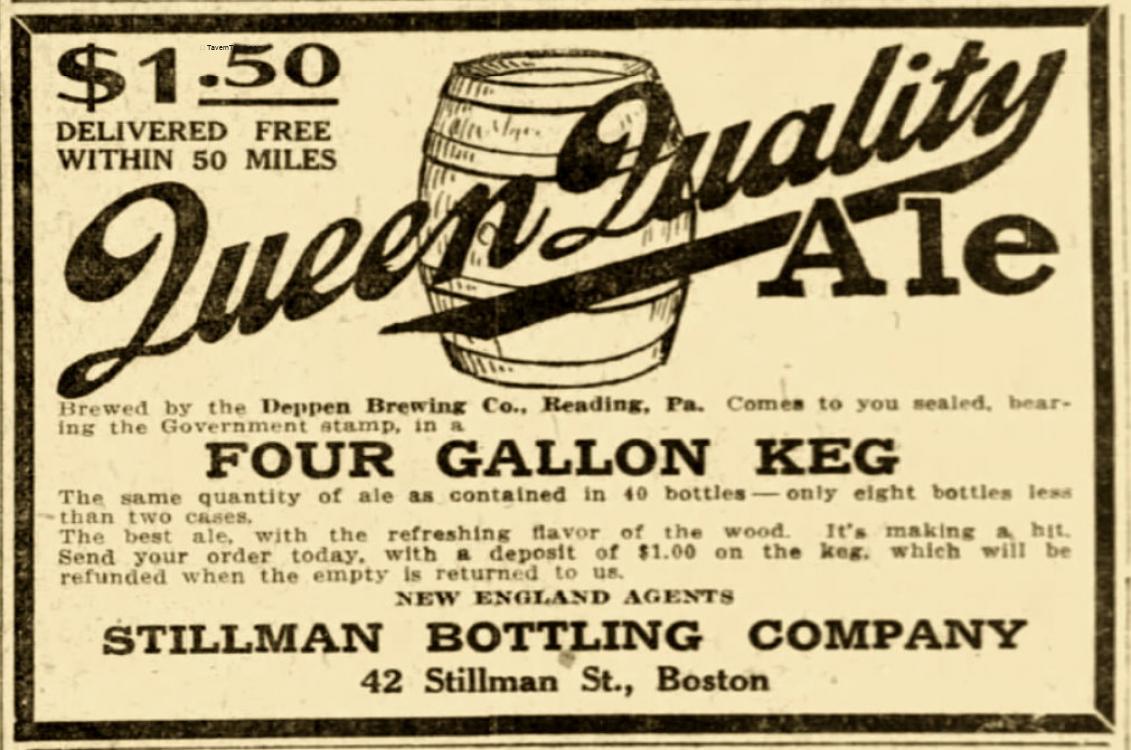 $1.50
DELIVERED FREE
WITHIN 50 MILES
Queen Quality
Ale
Brewed by the Deppen Brewing Co., Reading, Pa. Comes to you sealed, bear-
ing the Government stamp, in a
FOUR GALLON KEG
The same quantity of ale as contained in 40 bottles—only eight bottles less
than two cases.
The best ale, with the refreshing flavor of the wood. It's making a hit.
Send your order today, with a deposit of $1.00 on the keg, which will be
refunded when the empty is returned to us.
NEW ENGLAND AGENTS
STILLMAN BOTTLING COMPANY
42 Stillman St., Boston